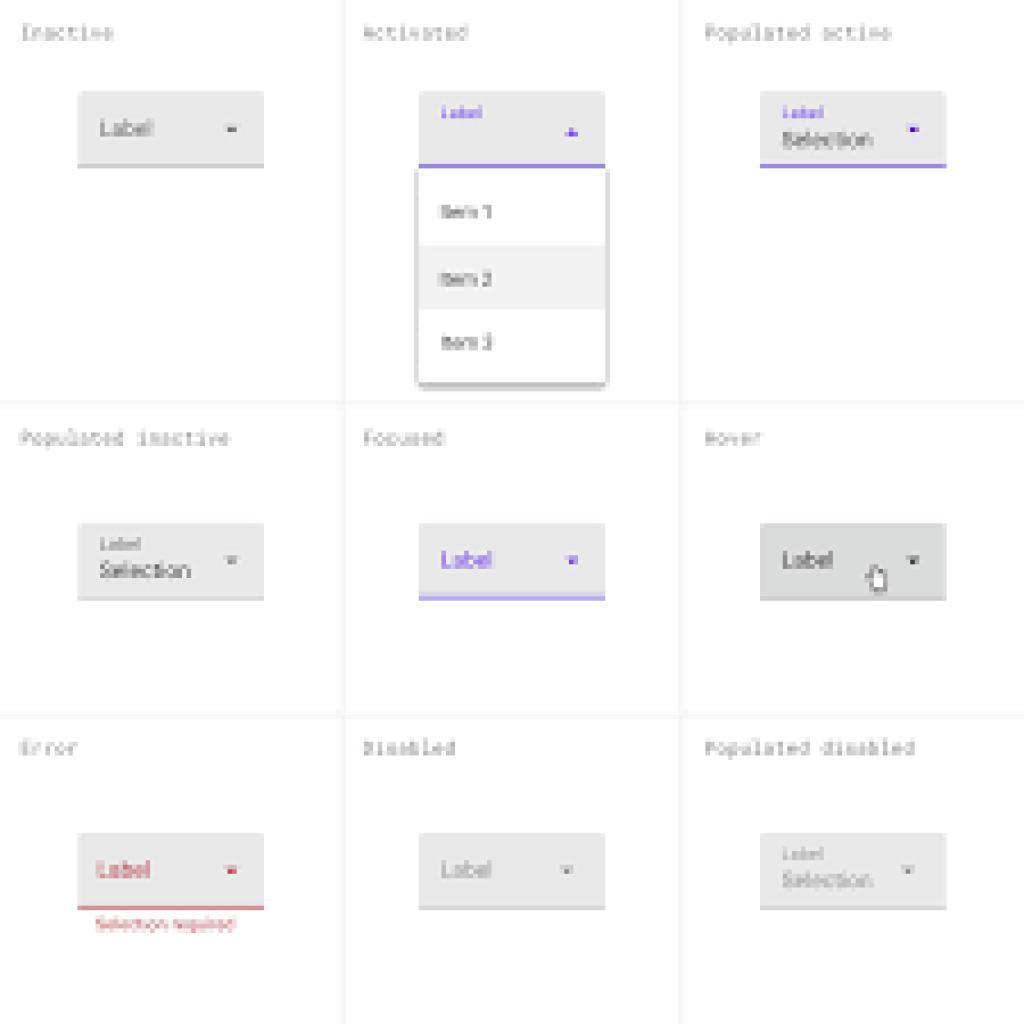 Inactive
Activated
Populated active
Label
Label
Label
Selection
Item 1
Item 2
Item 3
Populated inactive
Focused
Hover
Label
Selection
Label
Label
Error
Disabled
Populated disabled
Label
Selection required
Label
Label
Selection